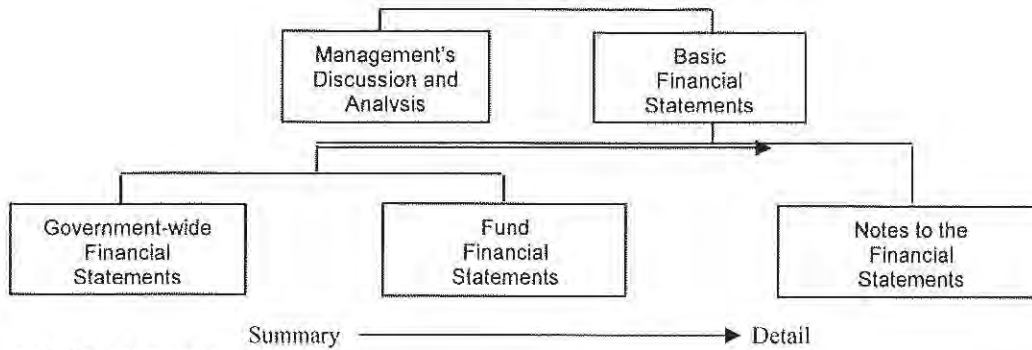 Management's
Discussion and
Analysis
Basic
Financial
Statements
Government-wide
Financial
Statements
Fund
Financial
Statements
Notes to the
Financial
Statements
Summary
Detail